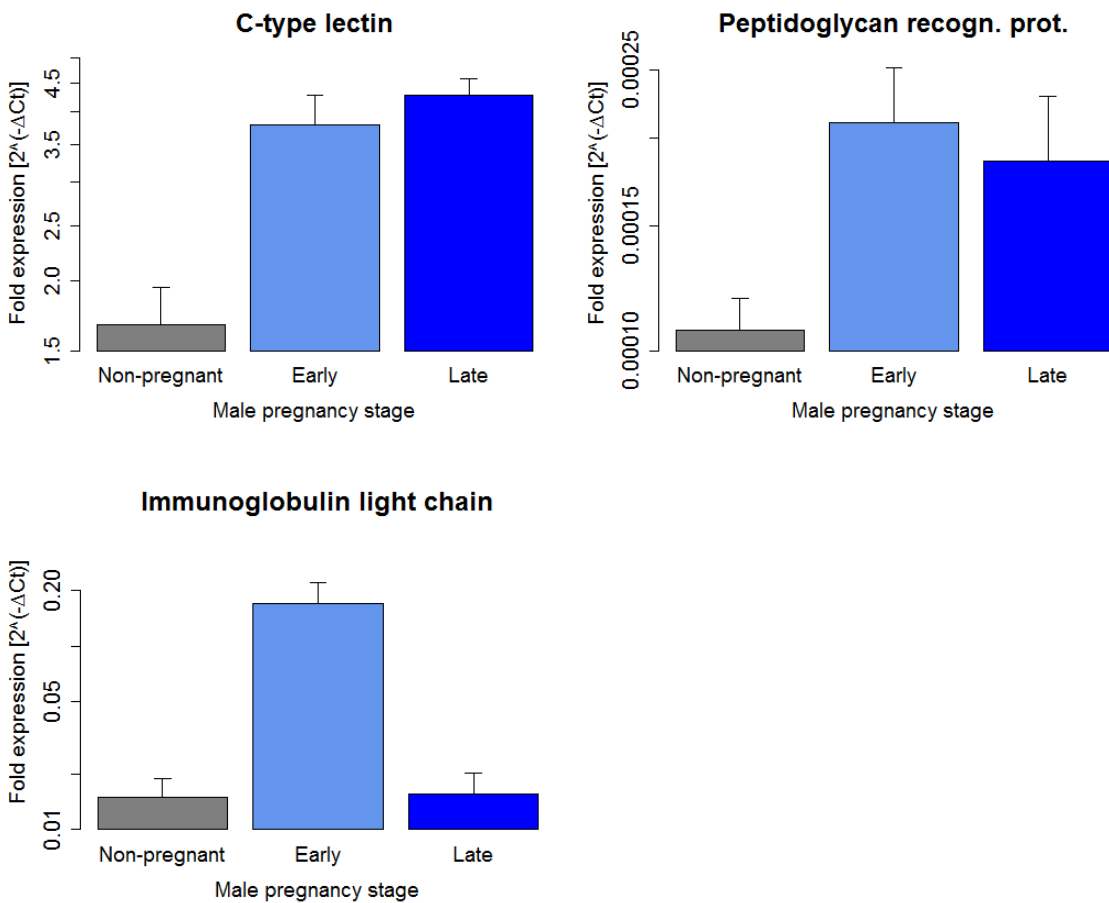 C-type lectin
Fold expression [2^(-ΔCt)]
4.5
3.5
2.5
2.0
1.5
Non-pregnant Early Late
Male pregnancy stage
Peptidoglycan recogn. prot.
Fold expression [2^(-ΔCt)]
0.00025
0.00015
0.00010
Non-pregnant Early Late
Male pregnancy stage
Immunoglobulin light chain
Fold expression [2^(-ΔCt)]
0.20
0.05
0.01
Non-pregnant Early Late
Male pregnancy stage